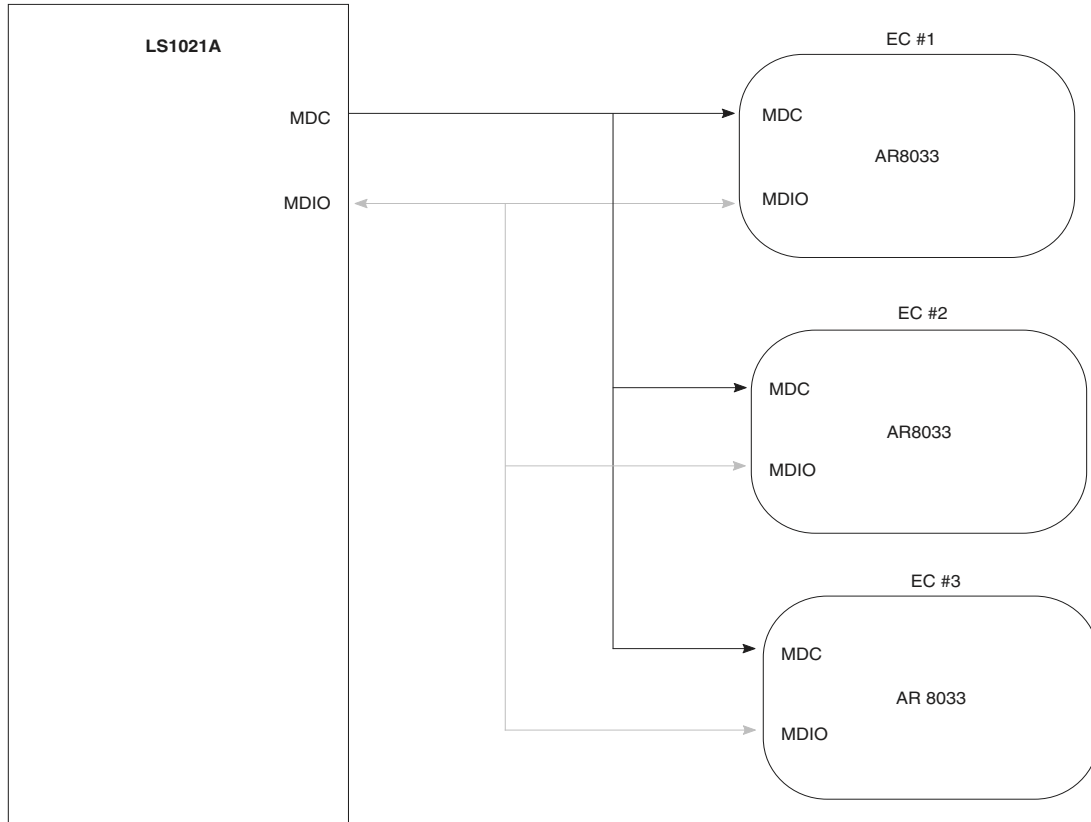 LS1021A
MDC
MDIO
EC #1
MDC
AR8033
MDIO
EC #2
MDC
AR8033
MDIO
EC #3
MDC
AR 8033
MDIO